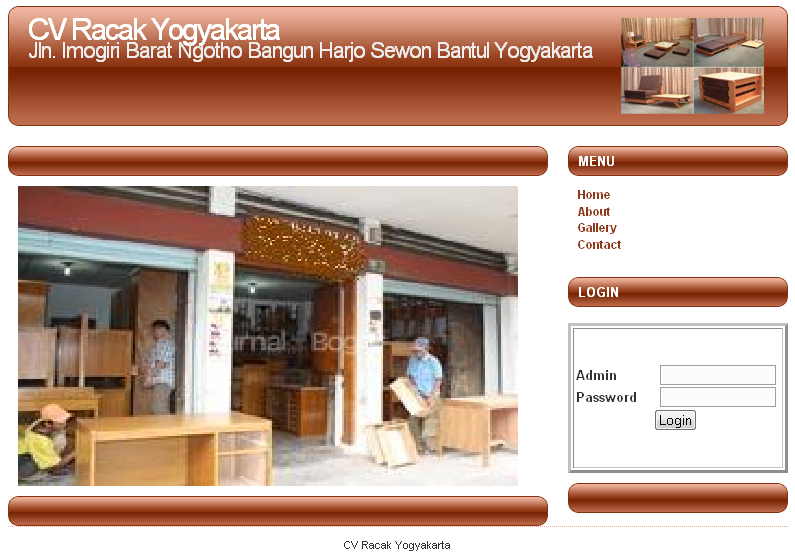 CV Racak Yogyakarta
Jln. Imogiri Barat Ngotho Bangun Harjo Sewon Bantul Yogyakarta
MENU
Home
About
Gallery
Contact
LOGIN
Admin
Password
Login
CV Racak Yogyakarta